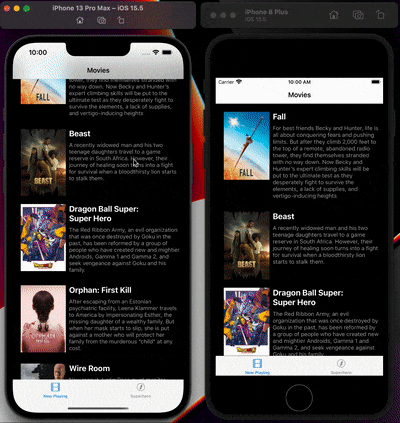 iPhone 13 Pro Max – iOS 15.5
10:00
Movies
tower, they find themselves stranded with
no way down. Now Becky and Hunter's
expert climbing skills will be put to the
ultimate test as they desperately fight to
survive the elements, a lack of supplies, and
vertigo-inducing heights
FALL
Beast
A recently widowed man and his two
teenage daughters travel to a game
reserve in South Africa. However, their
journey of healing soon turns into a fight
for survival when a bloodthirsty lion starts
to stalk them.
BEAST
Dragon Ball Super:
Super Hero
The Red Ribbon Army, an evil organization
that was once destroyed by Goku in the
past, has been reformed by a group of
people who have created new and mightier
Androids, Gamma 1 and Gamma 2, and
seek vengeance against Goku and his
family.
Orphan: First Kill
After escaping from an Estonian
psychiatric facility, Leena Klammer travels
to America by impersonating Esther, the
missing daughter of a wealthy family. But
when her mask starts to slip, she is put
against a mother who will protect her
family from the murderous "child" at any
cost.
Wire Room
Now Playing
Superhero
iPhone 8 Plus
iOS 15.5
Carrier
10:00 AM
Movies
Fall
For best friends Becky and Hunter, life is
all about conquering fears and pushing
limits. But after they climb 2,000 feet to
the top of a remote, abandoned radio
tower, they find themselves stranded
with no way down. Now Becky and
Hunter's expert climbing skills will be
put to the ultimate test as they
desperately fight to survive the
elements, a lack of supplies, and
vertigo-inducing heights
FALL
Beast
A recently widowed man and his two
teenage daughters travel to a game
reserve in South Africa. However, their
journey of healing soon turns into a fight
for survival when a bloodthirsty lion
starts to stalk them.
BEAST
Dragon Ball Super:
Super Hero
The Red Ribbon Army, an evil
organization that was once destroyed by
Goku in the past, has been reformed by
a group of people who have created new
and mightier Androids, Gamma 1 and
Gamma 2, and seek vengeance against
Goku and his family.
Now Playing
Superhero